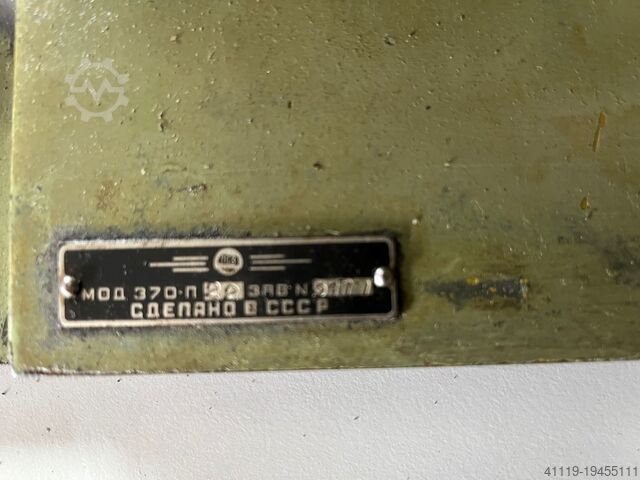 МОД 370-П ЗАВ·N
СДЕЛАНО В СССР
41119-19455111